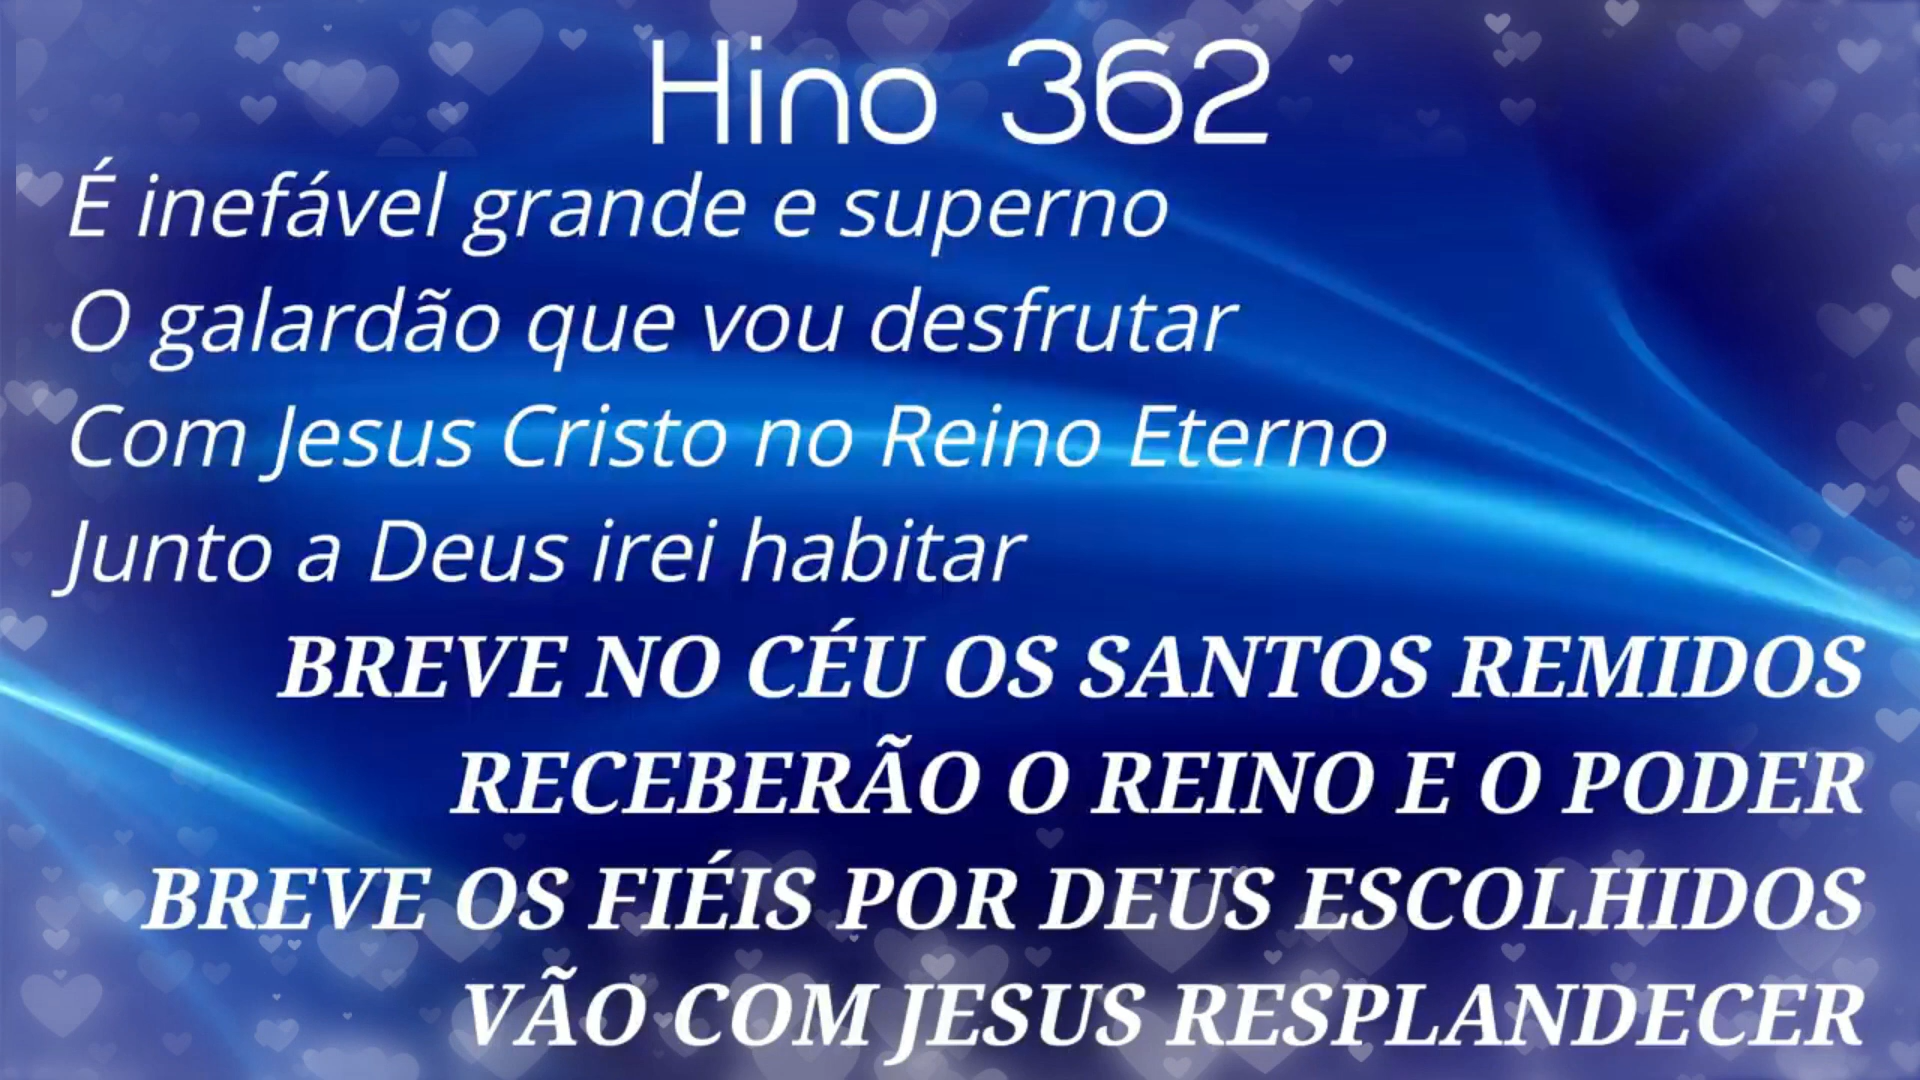 Hino 362
É inefável grande e superno
O galardão que vou desfrutar
Com Jesus Cristo no Reino Eterno
Junto a Deus irei habitar
BREVE NO CÉU OS SANTOS REMIDOS
RECEBERÃO O REINO E O PODER
BREVE OS FIÉIS POR DEUS ESCOLHIDOS
VÃO COM JESUS RESPLANDECER